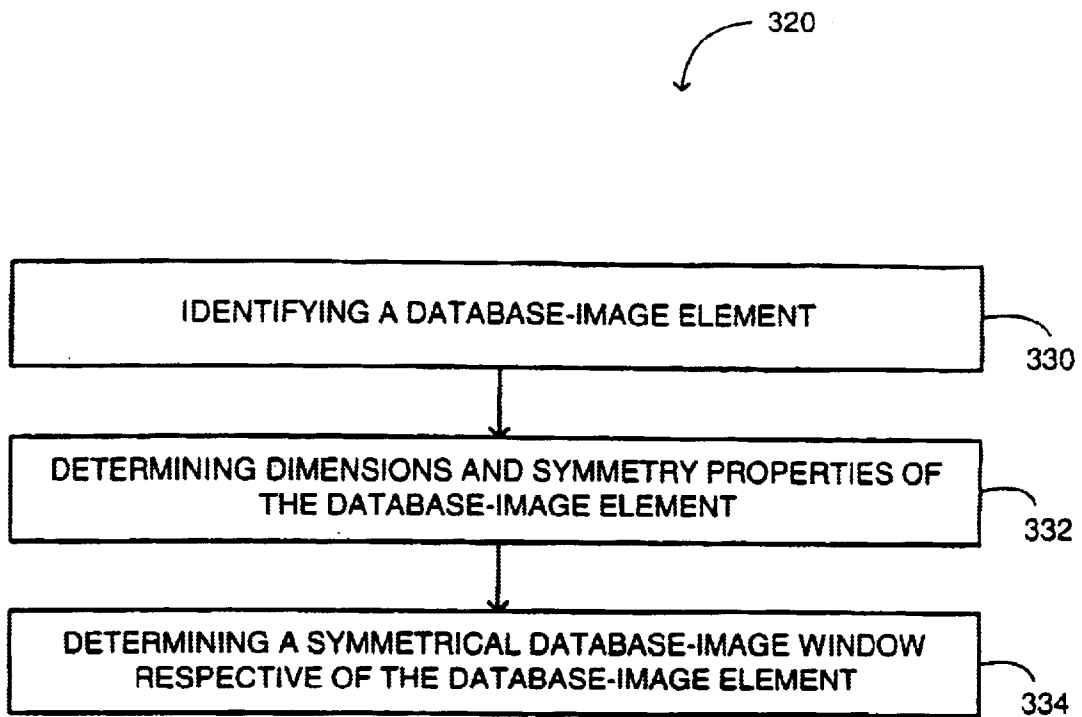 320
IDENTIFYING A DATABASE-IMAGE ELEMENT
330
DETERMINING DIMENSIONS AND SYMMETRY PROPERTIES OF
THE DATABASE-IMAGE ELEMENT
332
DETERMINING A SYMMETRICAL DATABASE-IMAGE WINDOW
RESPECTIVE OF THE DATABASE-IMAGE ELEMENT
334